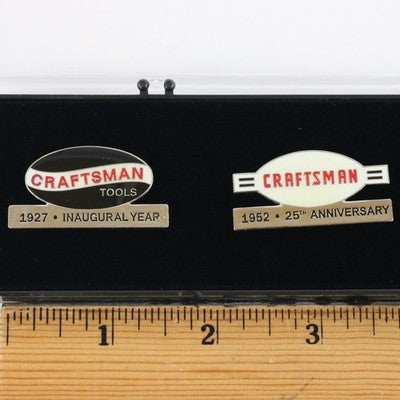 CRAFTSMAN
TOOLS
1927 • INAUGURAL YEAR
CRAFTSMAN
1952 • 25TH ANNIVERSARY
1 2 3